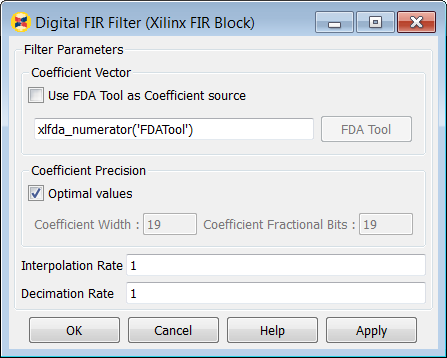 Digital FIR Filter (Xilinx FIR Block)
Filter Parameters
Coefficient Vector
Use FDA Tool as Coefficient source
xlfda_numerator('FDATool') FDA Tool
Coefficient Precision
Optimal values
Coefficient Width : 19 Coefficient Fractional Bits : 19
Interpolation Rate 1
Decimation Rate 1
OK Cancel Help Apply